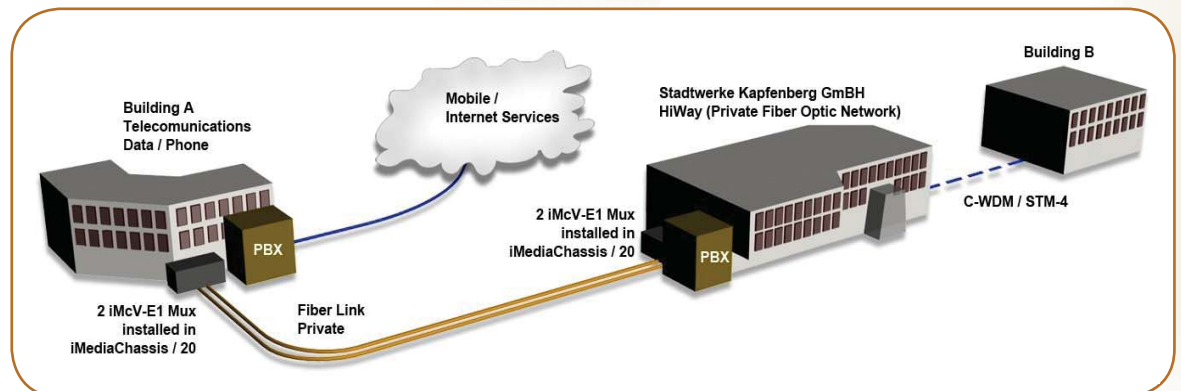 Building A
Telecomunications
Data / Phone
PBX
2 iMcV-E1 Mux
installed in
iMediaChassis / 20
Mobile /
Internet Services
Fiber Link
Private
Stadtwerke Kapfenberg GmBH
HiWay (Private Fiber Optic Network)
2 iMcV-E1 Mux
installed in
iMediaChassis / 20
PBX
Building B
C-WDM / STM-4